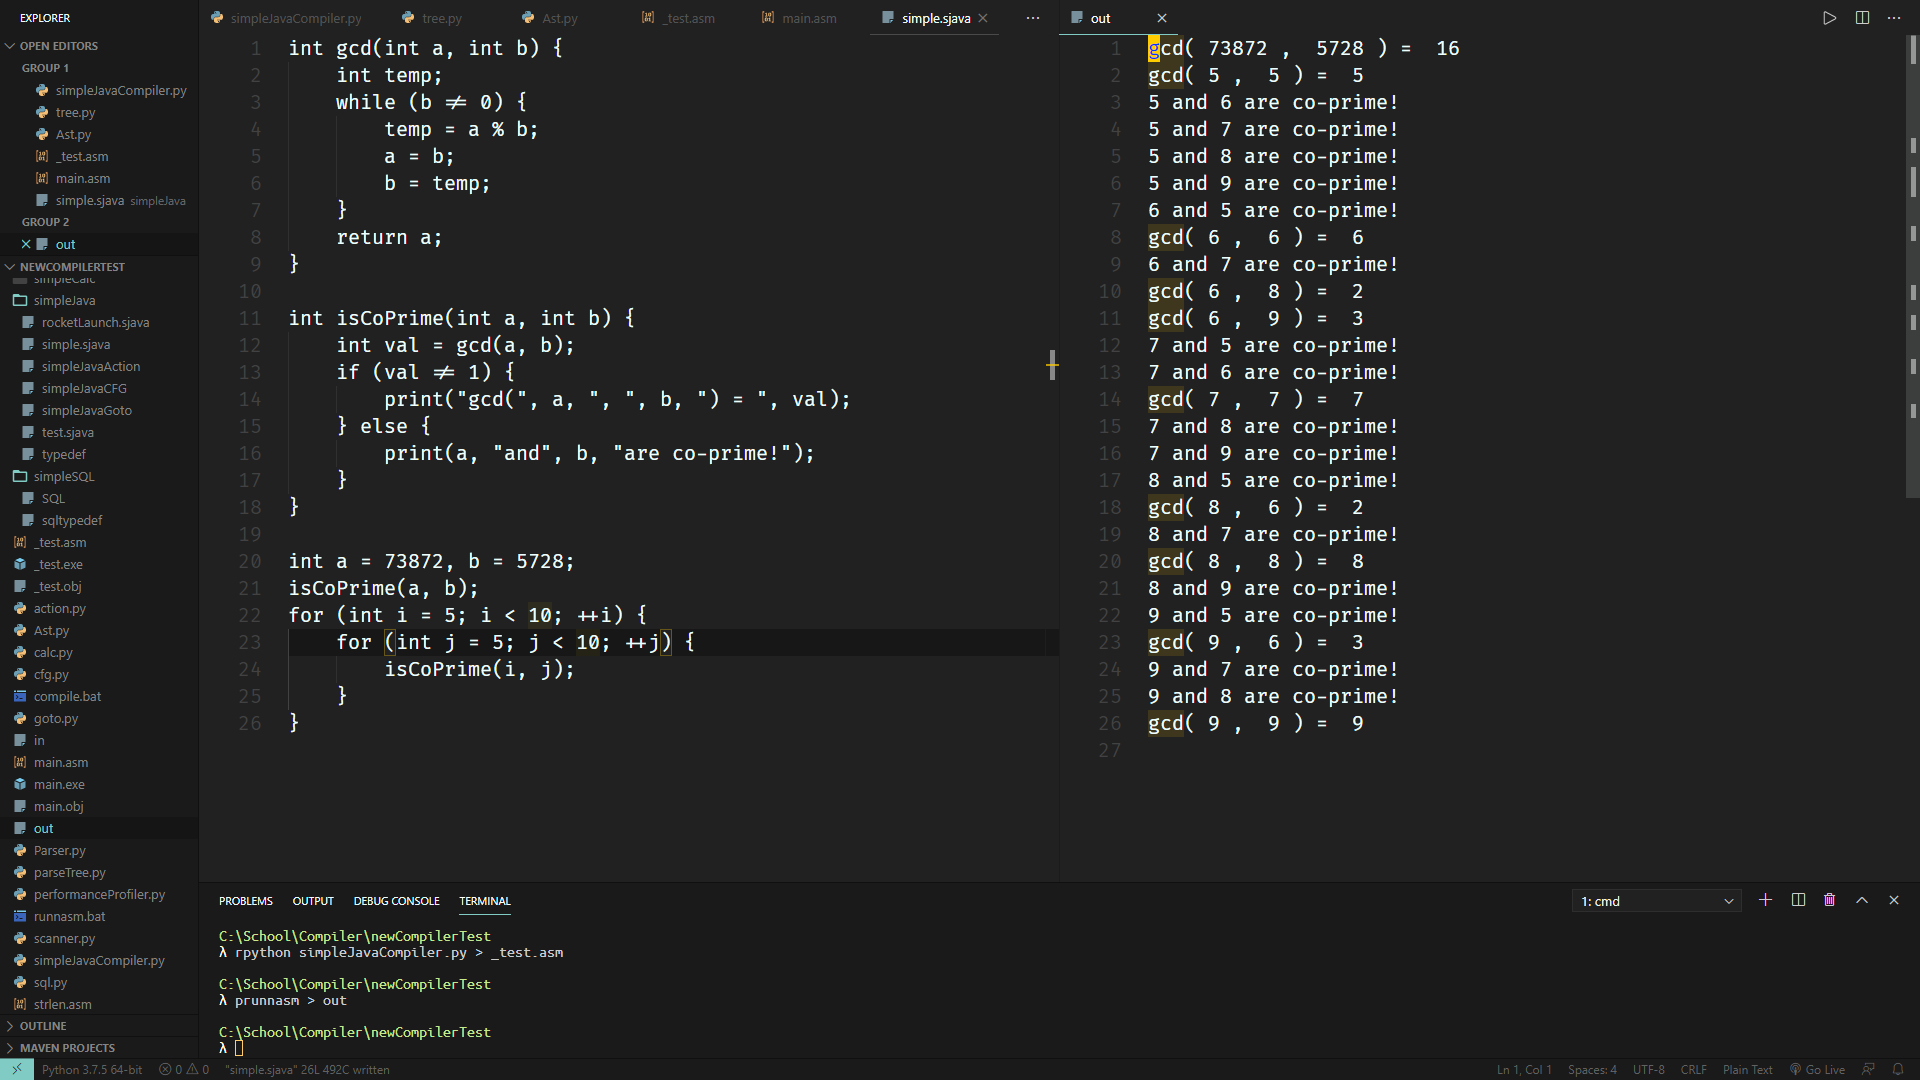 EXPLORER
OPEN EDITORS
GROUP 1
simpleJavaCompiler.py
tree.py
Ast.py
_test.asm
main.asm
simple.sjava simpleJava
GROUP 2
out
NEWCOMPILERTEST
simpleCalc
simpleJava
rocketLaunch.sjava
simple.sjava
simpleJavaAction
simpleJavaCFG
simpleJavaGoto
test.sjava
typedef
simpleSQL
SQL
sqltypedef
_test.asm
_test.exe
_test.obj
action.py
Ast.py
calc.py
cfg.py
compile.bat
goto.py
in
main.asm
main.exe
main.obj
out
Parser.py
parseTree.py
performanceProfiler.py
runnasm.bat
scanner.py
simpleJavaCompiler.py
sql.py
strlen.asm
OUTLINE
MAVEN PROJECTS
simpleJavaCompiler.py tree.py Ast.py _test.asm main.asm simple.sjava
1 int gcd(int a, int b) {
2 int temp;
3 while (b ≠ 0) {
4 temp = a % b;
5 a = b;
6 b = temp;
7 }
8 return a;
9 }
10
11 int isCoPrime(int a, int b) {
12 int val = gcd(a, b);
13 if (val ≠ 1) {
14 print("gcd(", a, ", ", b, ") = ", val);
15 } else {
16 print(a, "and", b, "are co-prime!");
17 }
18 }
19
20 int a = 73872, b = 5728;
21 isCoPrime(a, b);
22 for (int i = 5; i < 10; ++i) {
23 for (int j = 5; j < 10; ++j) {
24 isCoPrime(i, j);
25 }
26 }
out
1 gcd( 73872 ,  5728 ) =  16
2 gcd( 5 ,  5 ) =  5
3 5 and 6 are co-prime!
4 5 and 7 are co-prime!
5 5 and 8 are co-prime!
6 5 and 9 are co-prime!
7 6 and 5 are co-prime!
8 gcd( 6 ,  6 ) =  6
9 6 and 7 are co-prime!
10 gcd( 6 ,  8 ) =  2
11 gcd( 6 ,  9 ) =  3
12 7 and 5 are co-prime!
13 7 and 6 are co-prime!
14 gcd( 7 ,  7 ) =  7
15 7 and 8 are co-prime!
16 7 and 9 are co-prime!
17 8 and 5 are co-prime!
18 gcd( 8 ,  6 ) =  2
19 8 and 7 are co-prime!
20 gcd( 8 ,  8 ) =  8
21 8 and 9 are co-prime!
22 9 and 5 are co-prime!
23 gcd( 9 ,  6 ) =  3
24 9 and 7 are co-prime!
25 9 and 8 are co-prime!
26 gcd( 9 ,  9 ) =  9
27
PROBLEMS OUTPUT DEBUG CONSOLE TERMINAL
1: cmd
C:\School\Compiler\newCompilerTest
λ rpython simpleJavaCompiler.py > _test.asm
C:\School\Compiler\newCompilerTest
λ prunnasm > out
C:\School\Compiler\newCompilerTest
λ
Python 3.7.5 64-bit 0 0 "simple.sjava" 26L 492C written
Ln 1, Col 1 Spaces: 4 UTF-8 CRLF Plain Text Go Live